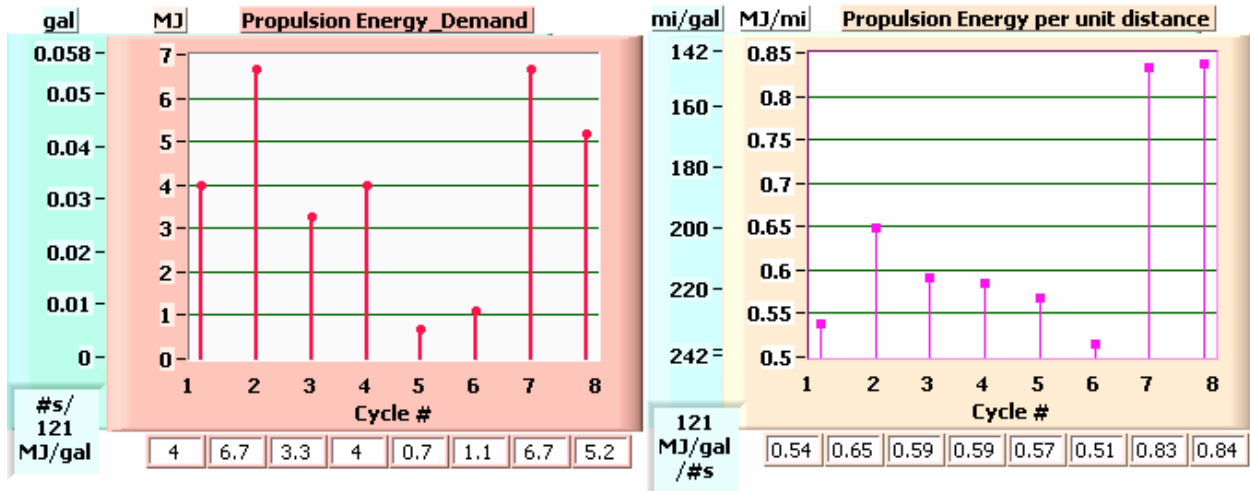 gal MJ Propulsion Energy_Demand
0.058
0.05
0.04
0.03
0.02
0.01
0
7
6
5
4
3
2
1
0
1 2 3 4 5 6 7 8
Cycle #
#s/
121
MJ/gal
4 6.7 3.3 4 0.7 1.1 6.7 5.2
mi/gal MJ/mi Propulsion Energy per unit distance
142
160
180
200
220
242
0.85
0.8
0.75
0.7
0.65
0.6
0.55
0.5
1 2 3 4 5 6 7 8
Cycle #
121
MJ/gal
/#s
0.54 0.65 0.59 0.59 0.57 0.51 0.83 0.84